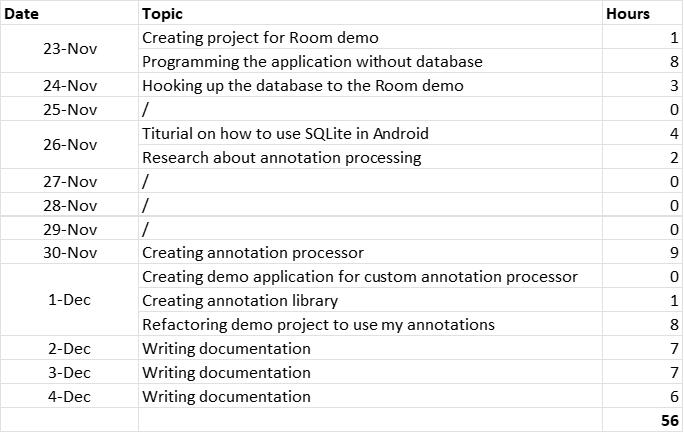 Date Topic Hours
23-Nov Creating project for Room demo 1
Programming the application without database 8
24-Nov Hooking up the database to the Room demo 3
25-Nov / 0
26-Nov Titurial on how to use SQLite in Android 4
Research about annotation processing 2
27-Nov / 0
28-Nov / 0
29-Nov / 0
30-Nov Creating annotation processor 9
1-Dec Creating demo application for custom annotation processor 0
Creating annotation library 1
Refactoring demo project to use my annotations 8
2-Dec Writing documentation 7
3-Dec Writing documentation 7
4-Dec Writing documentation 6
56